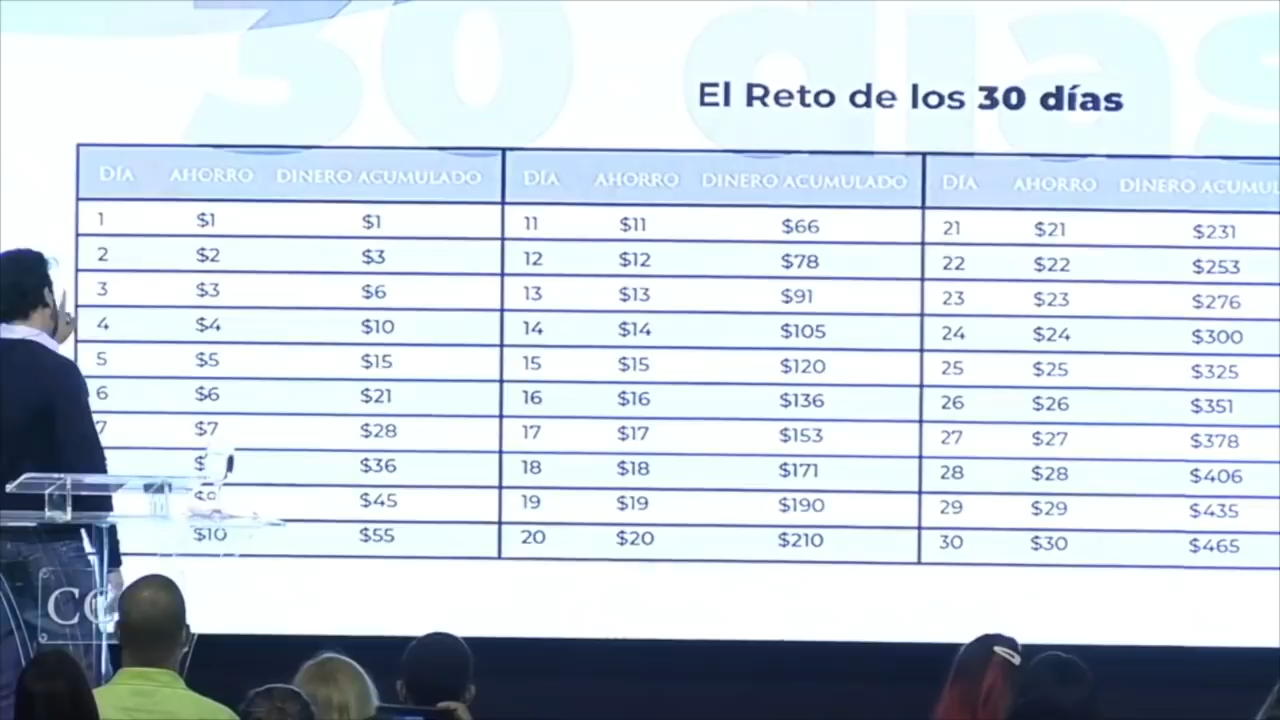 30 días
El Reto de los 30 días
DÍA AHORRO DINERO ACUMULADO DÍA AHORRO DINERO ACUMULADO DÍA AHORRO DINERO ACUMUL
1 $1 $1 11 $11 $66 21 $21 $231
2 $2 $3 12 $12 $78 22 $22 $253
3 $3 $6 13 $13 $91 23 $23 $276
4 $4 $10 14 $14 $105 24 $24 $300
5 $5 $15 15 $15 $120 25 $25 $325
6 $6 $21 16 $16 $136 26 $26 $351
7 $7 $28 17 $17 $153 27 $27 $378
$36 18 $18 $171 28 $28 $406
$9 $45 19 $19 $190 29 $29 $435
$10 $55 20 $20 $210 30 $30 $465